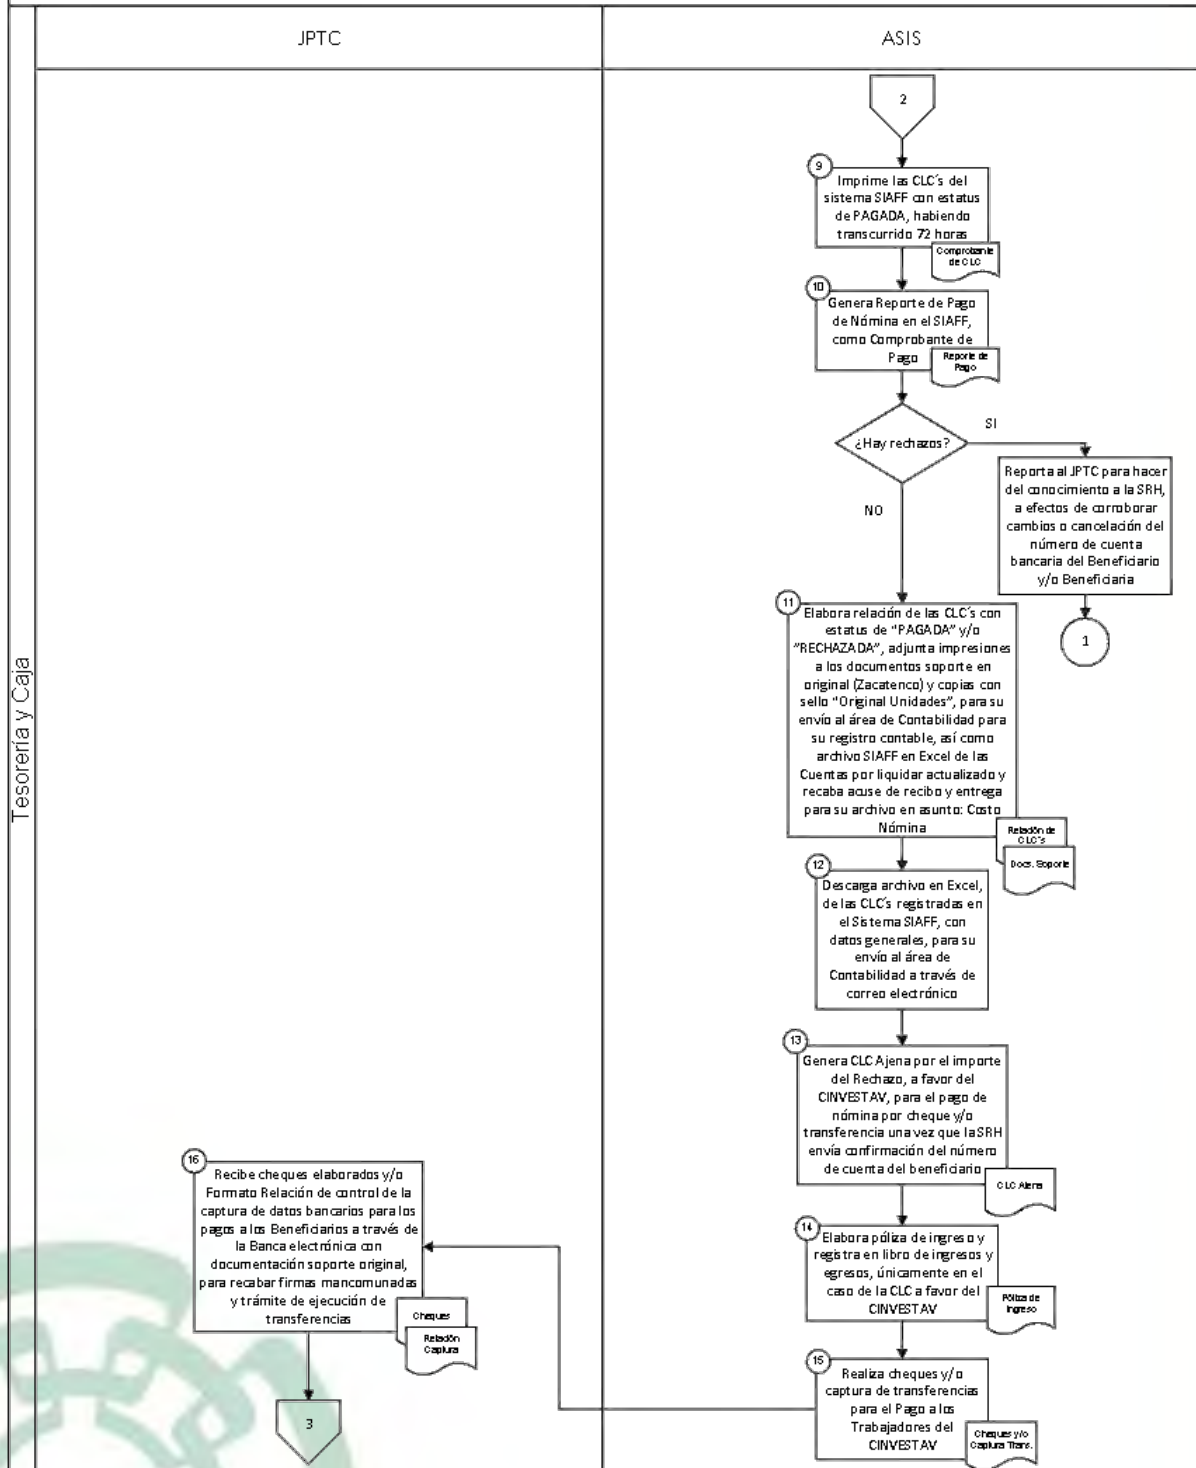 JPTC
ASIS
Tesorería y Caja
2
9
Imprime las CLC´s del
sistema SIAFF con estatus
de PAGADA, habiendo
transcurrido 72 horas
Comprobante
de CLC
10
Genera Reporte de Pago
de Nómina en el SIAFF,
como Comprobante de
Pago
Reporte de
Pago
¿Hay rechazos?
SI
NO
Reporta al JPTC para hacer
del conocimiento a la SRH,
a efectos de corroborar
cambios o cancelación del
número de cuenta
bancaria del Beneficiario
y/o Beneficiaria
1
11
Elabora relación de las CLC´s con
estatus de “PAGADA” y/o
“RECHAZADA”, adjunta impresiones
a los documentos soporte en
original (Zacatenco) y copias con
sello “Original Unidades”, para su
envío al área de Contabilidad para
su registro contable, así como
archivo SIAFF en Excel de las
Cuentas por liquidar actualizado y
recaba acuse de recibo y entrega
para su archivo en asunto: Costo
Nómina
Relación de
CLC´s
Docs. Soporte
12
Descarga archivo en Excel,
de las CLC´s registradas en
el Sistema SIAFF, con
datos generales, para su
envío al área de
Contabilidad a través de
correo electrónico
13
Genera CLC Ajena por el importe
del Rechazo, a favor del
CINVESTAV, para el pago de
nómina por cheque y/o
transferencia una vez que la SRH
envía confirmación del número
de cuenta del beneficiario
CLC Ajena
14
Elabora póliza de ingreso y
registra en libro de ingresos y
egresos, únicamente en el
caso de la CLC a favor del
CINVESTAV
Póliza de
Ingreso
15
Realiza cheques y/o
captura de transferencias
para el Pago a los
Trabajadores del
CINVESTAV
Cheques y/o
Captura Trans.
16
Recibe cheques elaborados y/o
Formato Relación de control de la
captura de datos bancarios para los
pagos a los Beneficiarios a través de
la Banca electrónica con
documentación soporte original,
para recabar firmas mancomunadas
y trámite de ejecución de
transferencias
Cheques
Relación
Captura
3